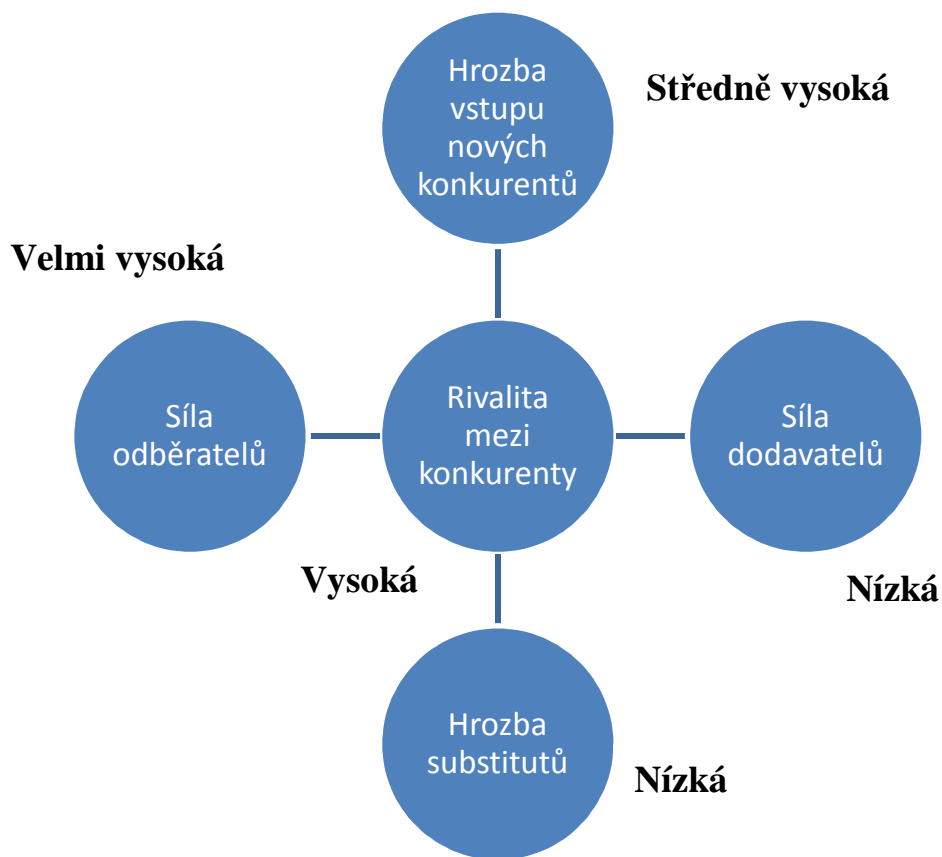 Hrozba
vstupu
nových
konkurentů
Středně vysoká
Velmi vysoká
Síla
odběratelů
Rivalita
mezi
konkurenty
Síla
dodavatelů
Vysoká
Nízká
Hrozba
substitutů
Nízká